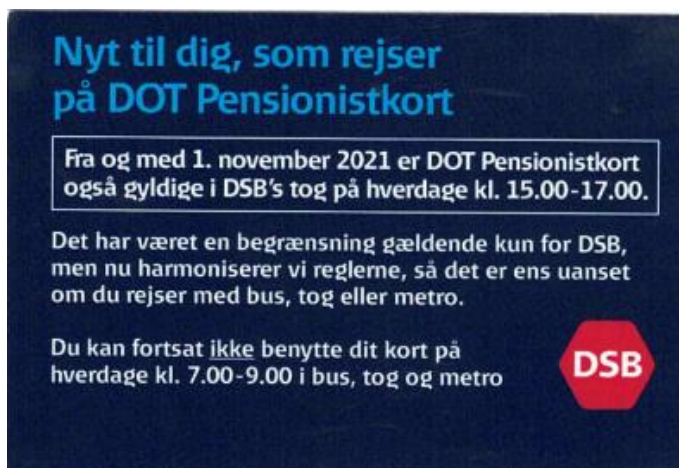 Nyt til dig, som rejser
på DOT Pensionistkort
Fra og med 1. november 2021 er DOT Pensionistkort
også gyldige i DSB's tog på hverdage kl. 15.00-17.00.
Det har været en begrænsning gældende kun for DSB,
men nu harmoniserer vi reglerne, så det er ens uanset
om du rejser med bus, tog eller metro.
Du kan fortsat ikke benytte dit kort på
hverdage kl. 7.00-9.00 i bus, tog og metro
DSB